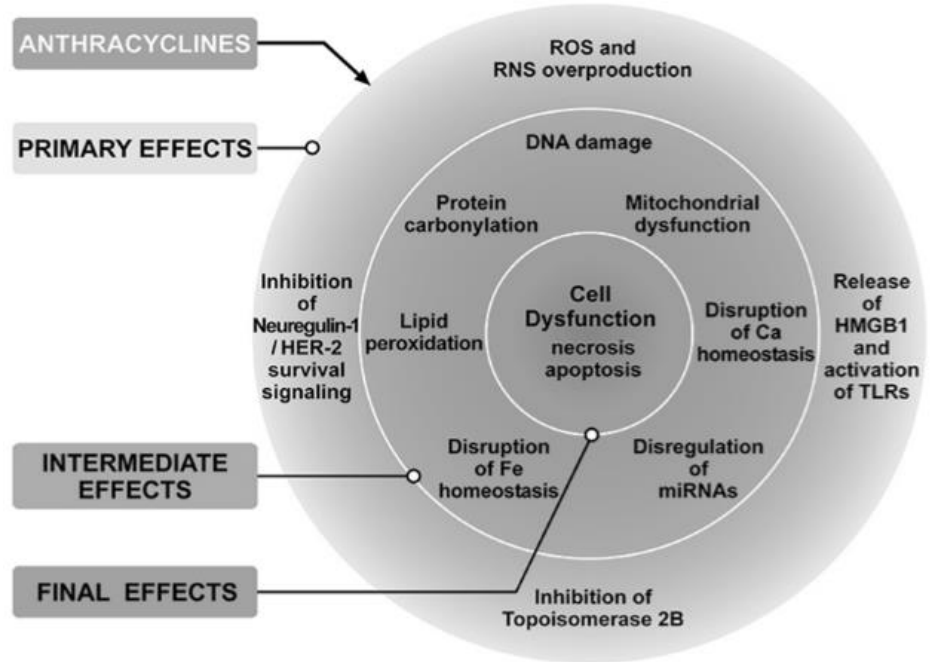 ANTHRACYCLINES
PRIMARY EFFECTS
INTERMEDIATE
EFFECTS
FINAL EFFECTS
ROS and
RNS overproduction
DNA damage
Protein
carbonylation
Mitochondrial
dysfunction
Inhibition
of
Neuregulin-1
/ HER-2
survival
signaling
Lipid
peroxidation
Cell
Dysfunction
necrosis
apoptosis
Disruption
of Ca
homeostasis
Release
of
HMGB1
and
activation
of TLRs
Disruption
of Fe
homeostasis
Disregulation
of
miRNAs
Inhibition of
Topoisomerase 2B